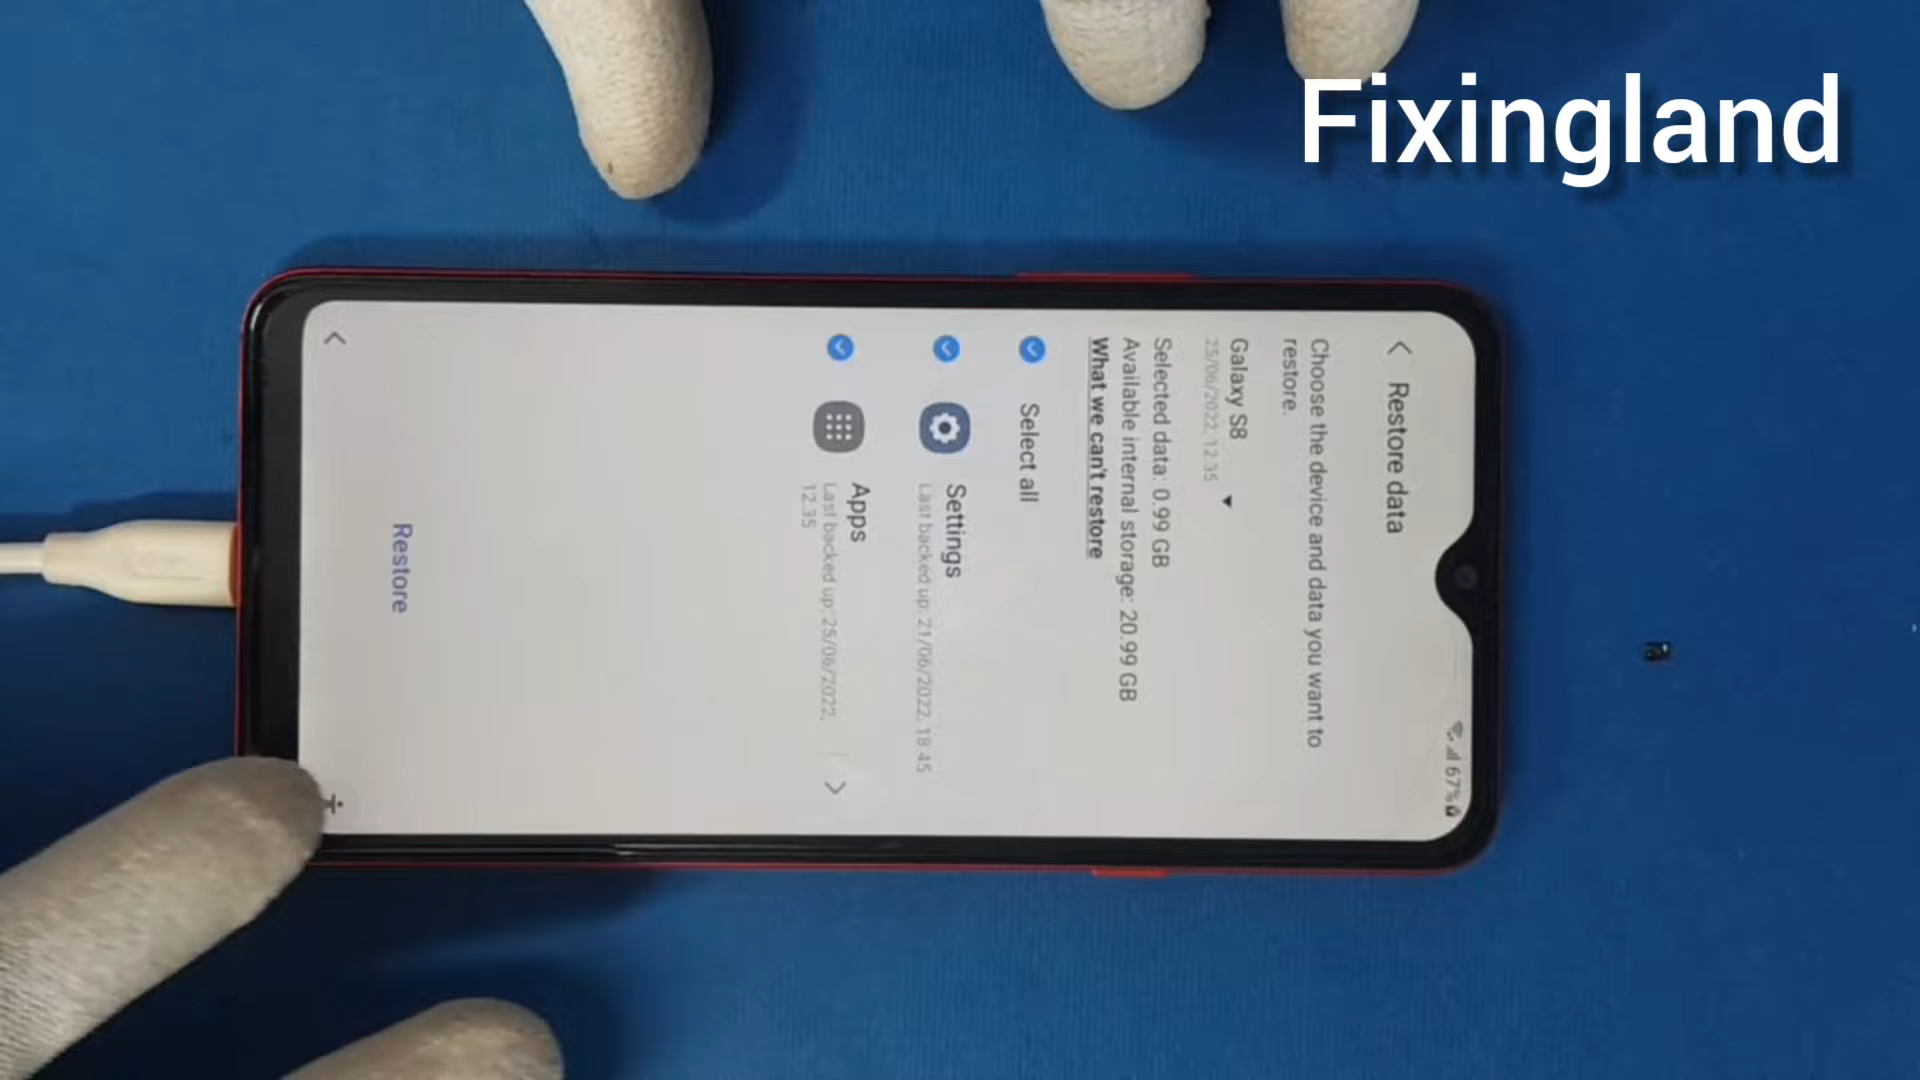 Fixingland
67%
Restore data
Choose the device and data you want to
restore.
Galaxy S8
25/06/2022, 12:35
Selected data: 0.99 GB
Available internal storage: 20.99 GB
What we can't restore
Select all
Settings
Last backed up: 21/06/2022, 18:45
Apps
Last backed up: 25/06/2022,
12:35
Restore